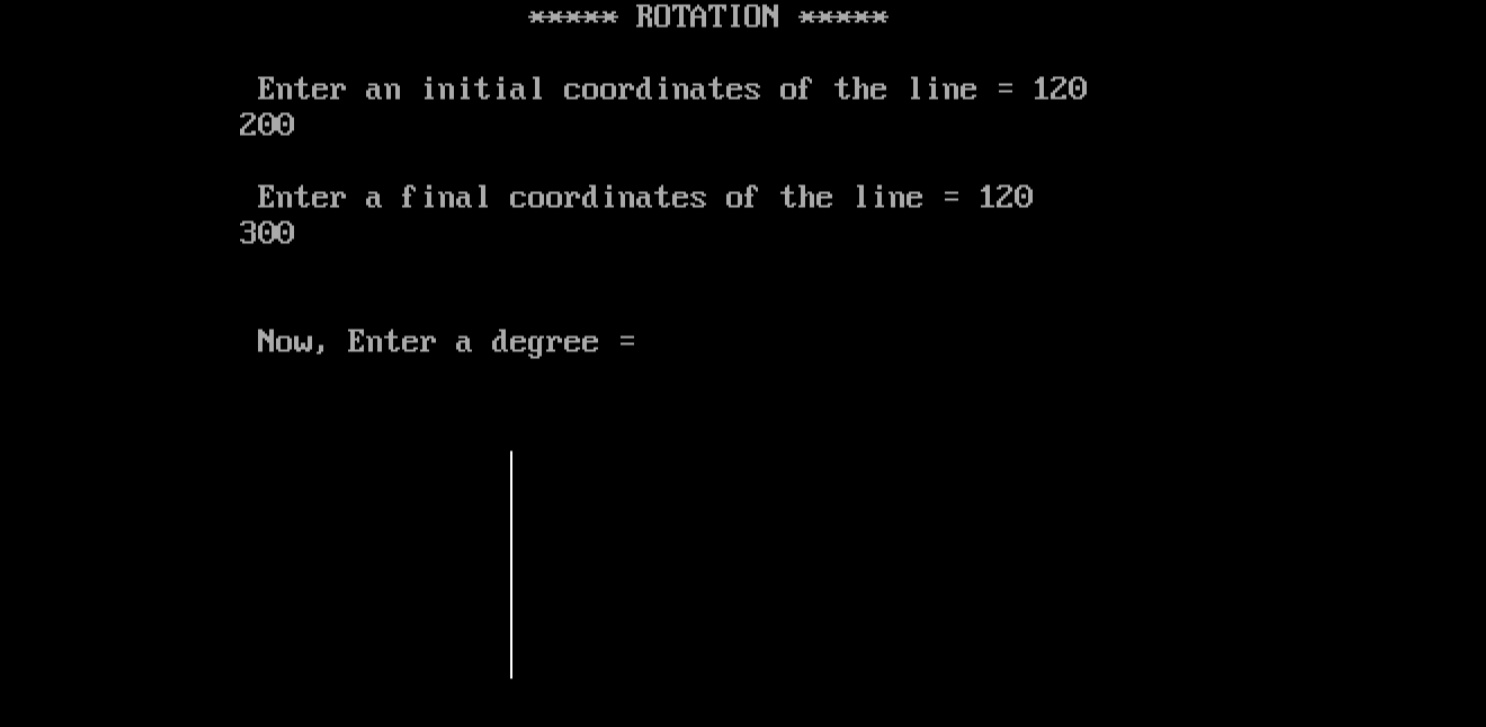 ***** ROTATION *****
Enter an initial coordinates of the line = 120
200
Enter a final coordinates of the line = 120
300
Now, Enter a degree =